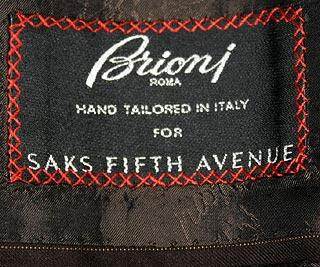 Brioni
ROMA
HAND TAILORED IN ITALY
FOR
SAKS FIFTH AVENUE